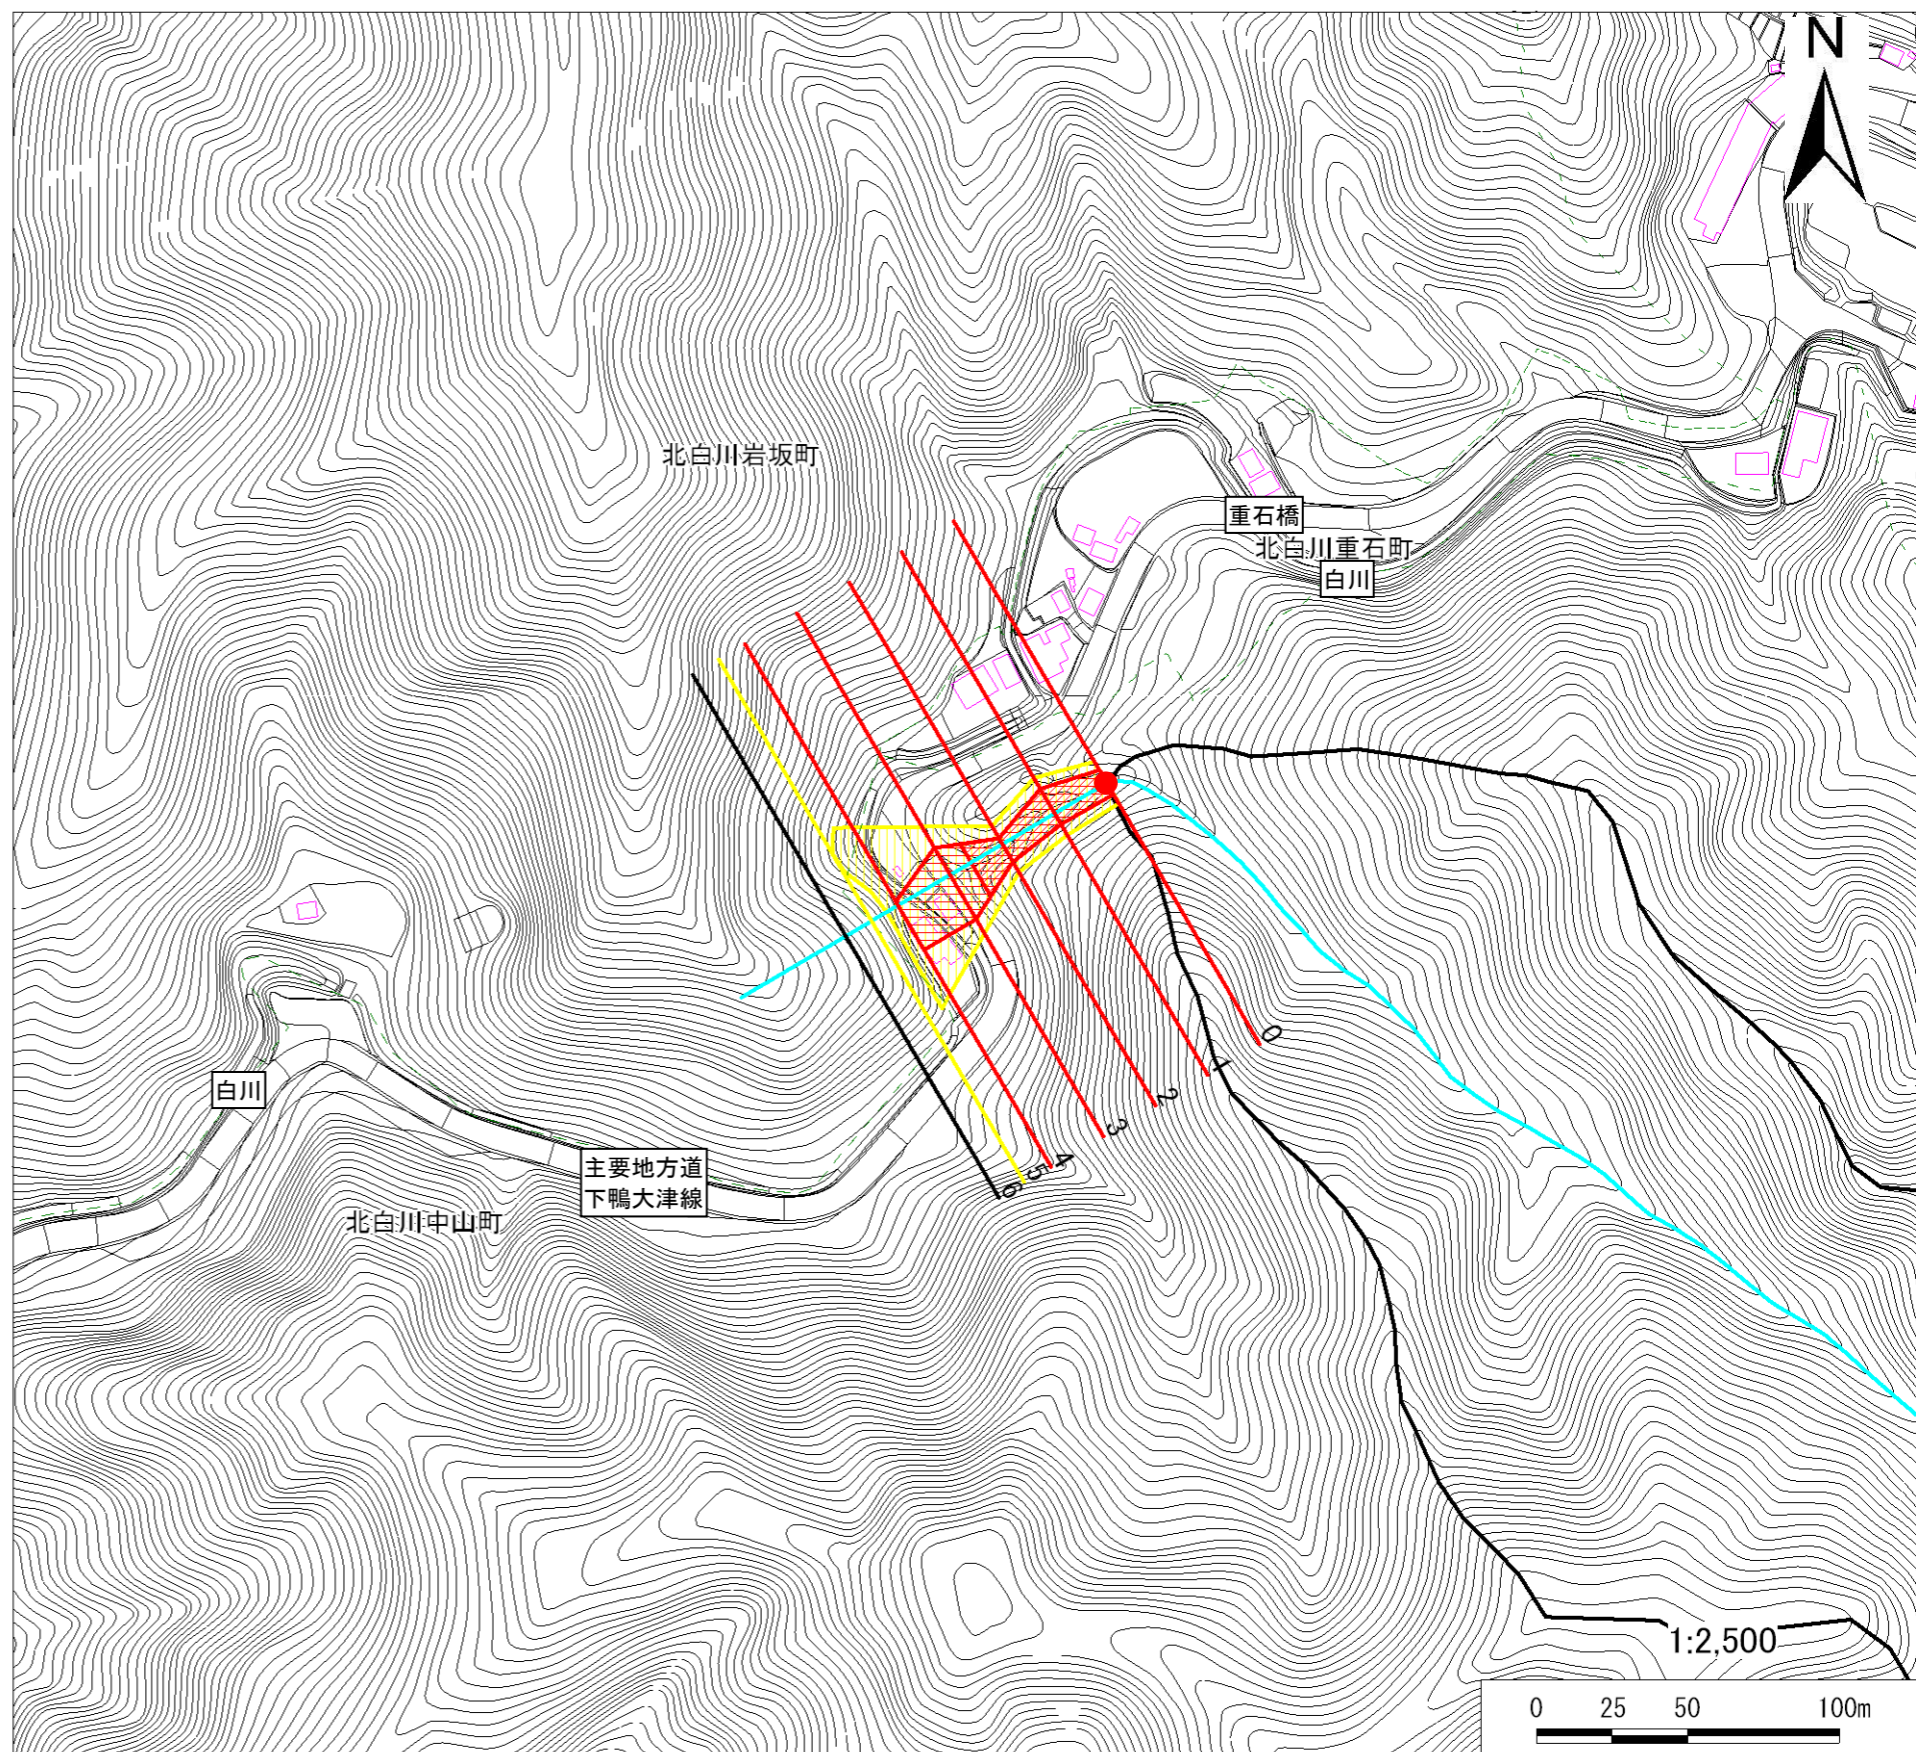 N
北白川岩坂町
重石橋
北白川重石町
白川
0
1
2
3
4
5
6
白川
主要地方道
下鴨大津線
北白川中山町
1:2,500
0 25 50 100m